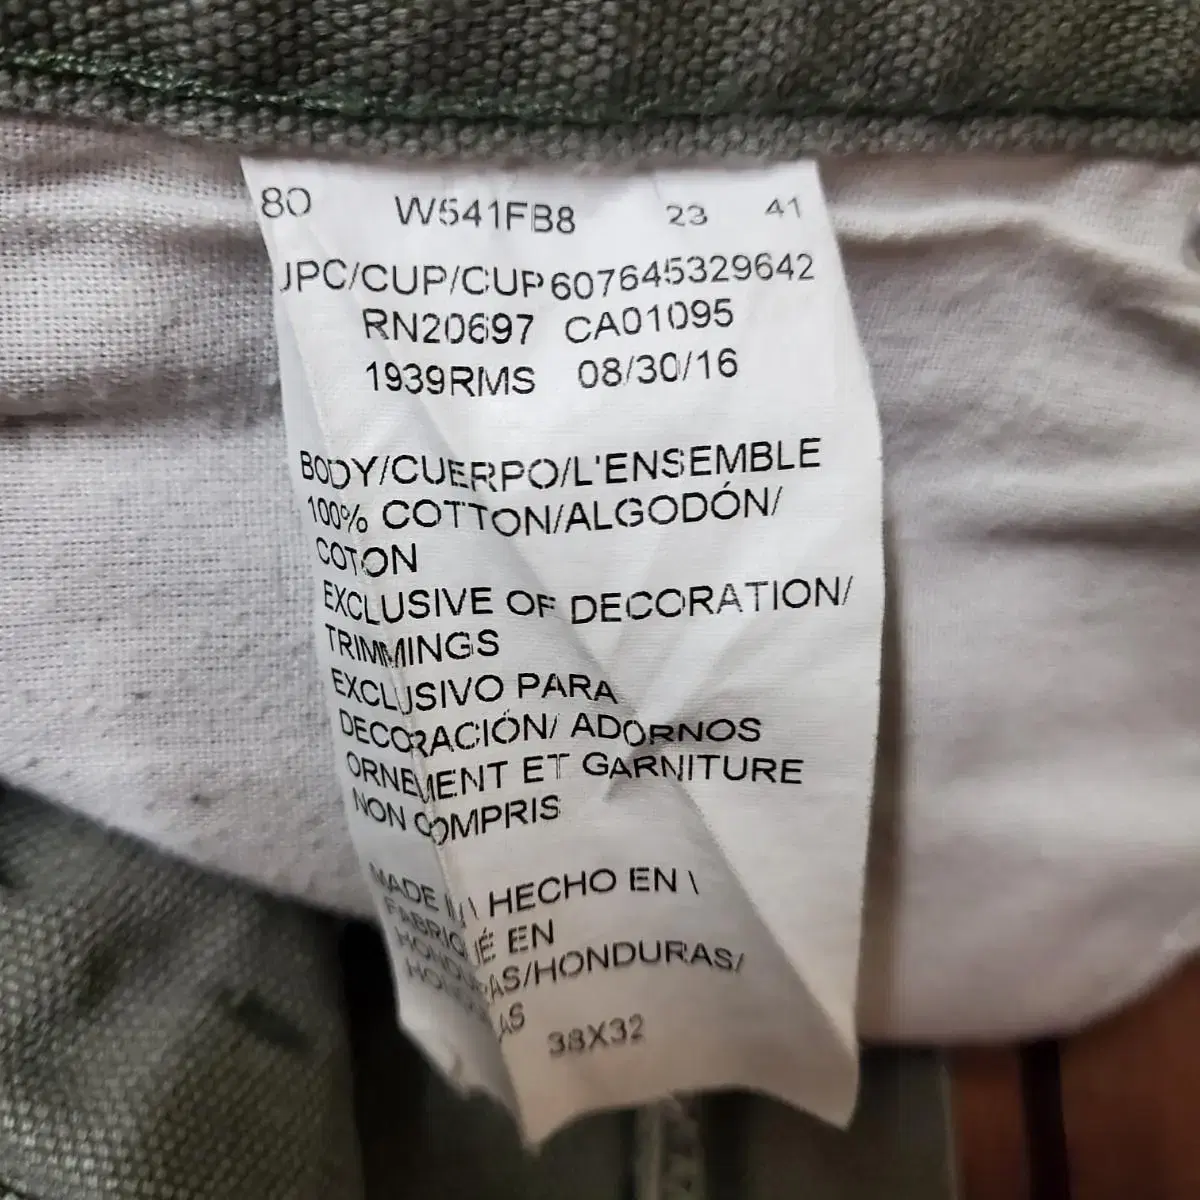 80 W541FB8 23 41
JPC/CUP/CUP 607645329642
RN20697 CA01095
1939RMS 08/30/16
BODY/CUERPO/L'ENSEMBLE
100% COTTON/ALGODÓN/
COTON
EXCLUSIVE OF DECORATION/
TRIMMINGS
EXCLUSIVO PARA
DECORACIÓN/ ADORNOS
ORNEMENT ET GARNITURE
NON COMPRIS
MADE IN \ HECHO EN \
FABRIQUÉ EN
HONDURAS/HONDURAS/
38X32